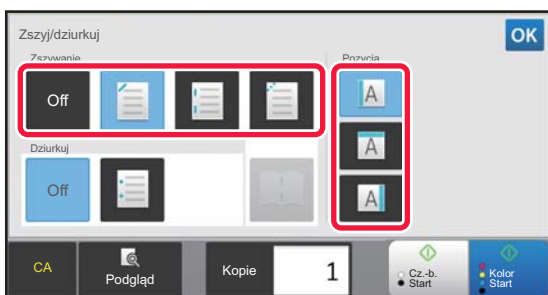 Zszyj/dziurkuj
OK
Zszywanie
Pozycja
Off
A
A
A
Dziurkuj
Off
CA
Podgląd
Kopie
1
Cz.-b.
Start
Kolor
Start